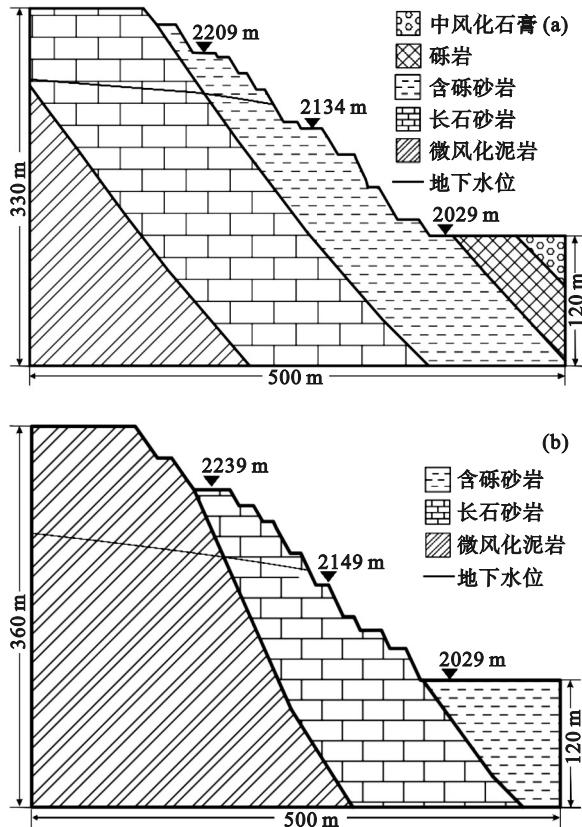 中风化石膏 (a)
砾岩
含砾砂岩
长石砂岩
微风化泥岩
地下水位
2209 m
2134 m
2029 m
330 m
120 m
500 m
(b)
含砾砂岩
长石砂岩
微风化泥岩
地下水位
2239 m
2149 m
2029 m
360 m
120 m
500 m